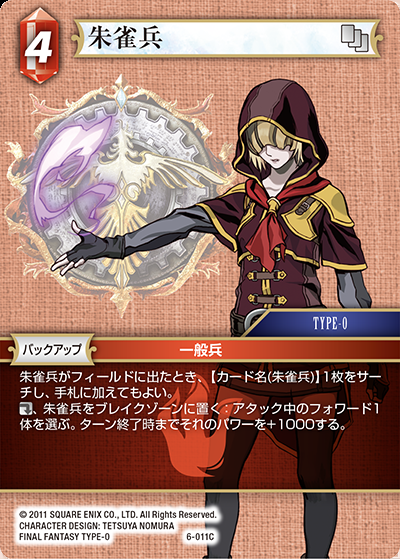 4
朱雀兵
TYPE-0
バックアップ
一般兵
朱雀兵がフィールドに出たとき、【カード名(朱雀兵)】1枚をサー
チし、手札に加えてもよい。
、朱雀兵をブレイクゾーンに置く：アタック中のフォワード1
体を選ぶ。ターン終了時までそれのパワーを+1000する。
© 2011 SQUARE ENIX CO., LTD. All Rights Reserved.
CHARACTER DESIGN: TETSUYA NOMURA
FINAL FANTASY TYPE-0
6-011C